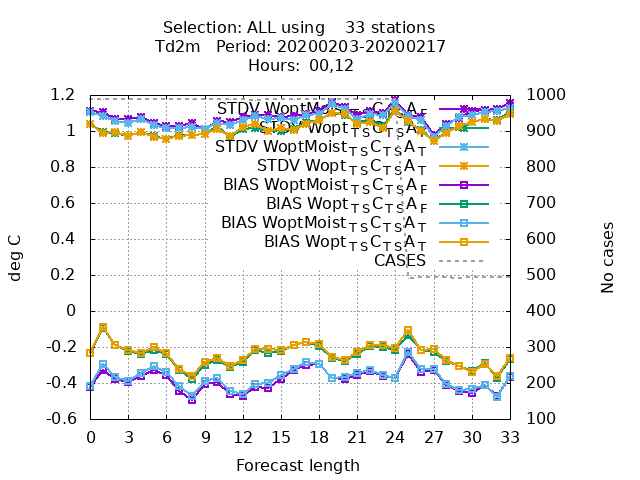 Selection: ALL using    33 stations
Td2m   Period: 20200203-20200217
Hours: 00,12
STDV WoptMoist_TSC_TSA_F
STDV Wopt_TSC_TSA_F
STDV WoptMoist_TSC_TSA_T
STDV Wopt_TSC_TSA_T
BIAS WoptMoist_TSC_TSA_F
BIAS Wopt_TSC_TSA_F
BIAS WoptMoist_TSC_TSA_T
BIAS Wopt_TSC_TSA_T
CASES
1.2
1
0.8
0.6
0.4
0.2
0
-0.2
-0.4
-0.6
deg C
1000
900
800
700
600
500
400
300
200
100
No cases
0 3 6 9 12 15 18 21 24 27 30 33
Forecast length